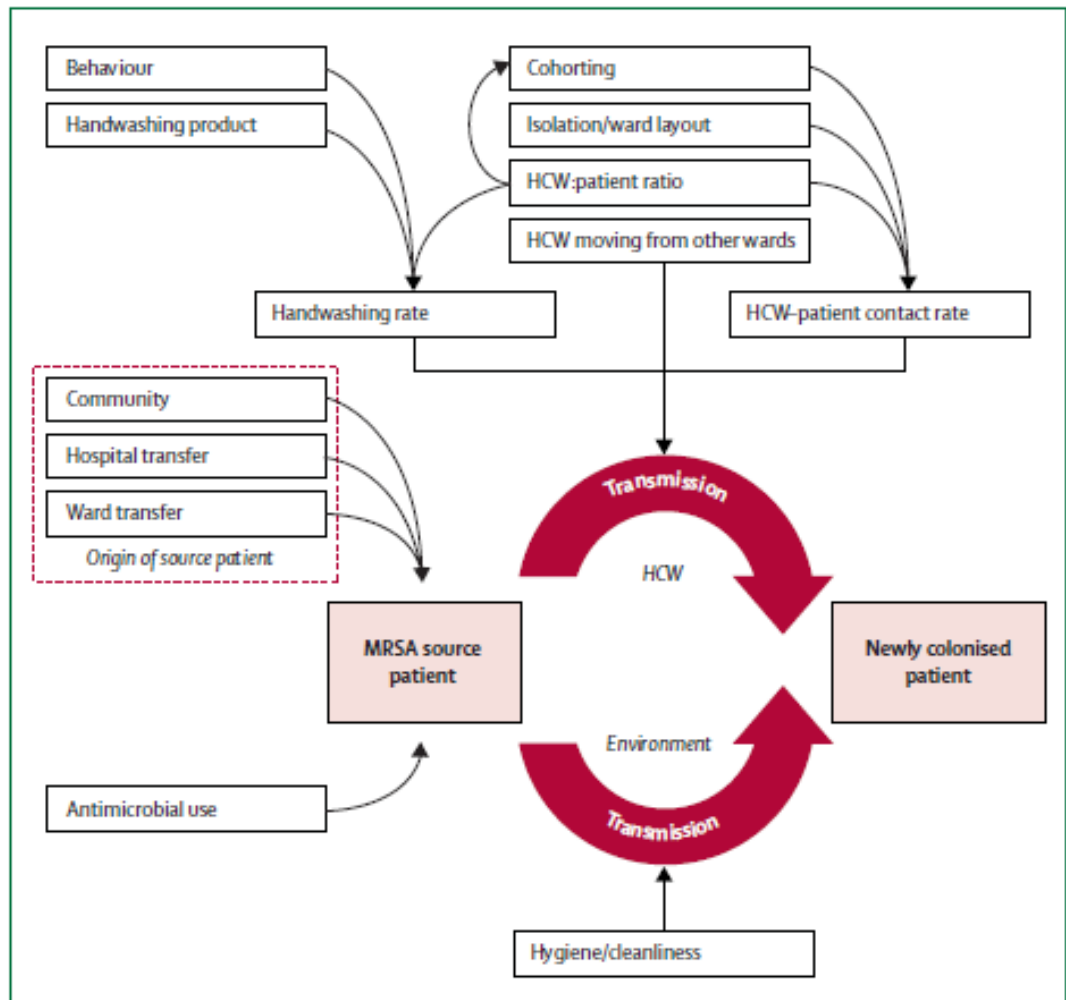 Behaviour
Handwashing product
Cohorting
Isolation/ward layout
HCW:patient ratio
HCW moving from other wards
Handwashing rate
HCW–patient contact rate
Community
Hospital transfer
Ward transfer
Origin of source patient
Transmission
HCW
MRSA source
patient
Newly colonised
patient
Environment
Transmission
Antimicrobial use
Hygiene/cleanliness